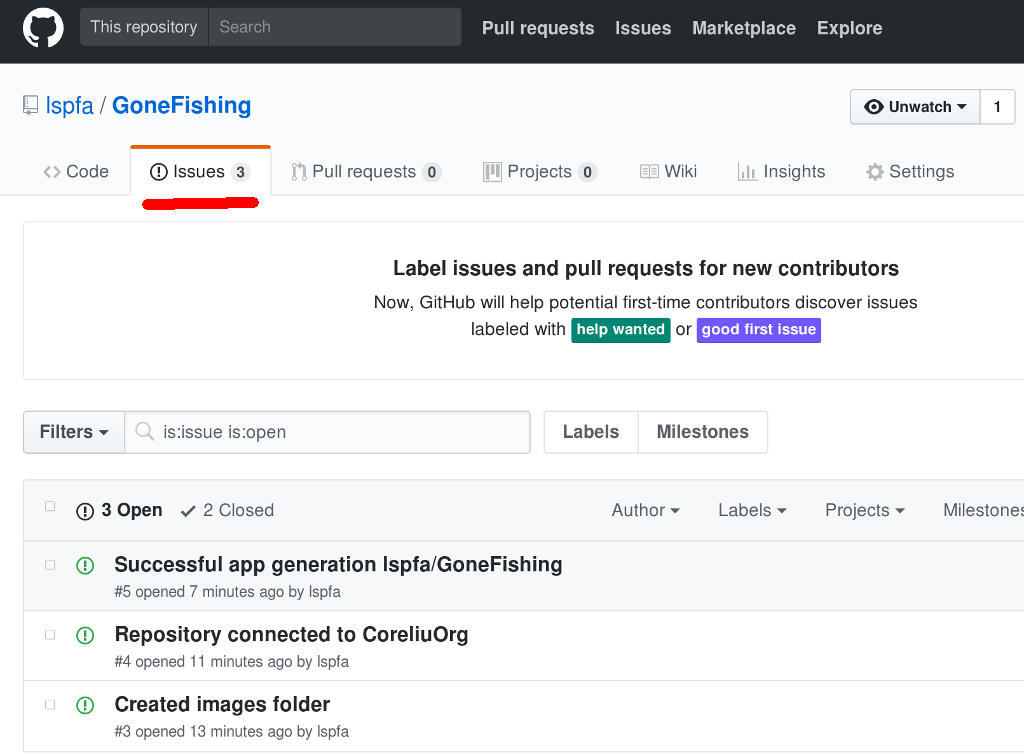 This repository Search Pull requests Issues Marketplace Explore
lspfa / GoneFishing Unwatch 1
Code Issues 3 Pull requests 0 Projects 0 Wiki Insights Settings
Label issues and pull requests for new contributors
Now, GitHub will help potential first-time contributors discover issues
labeled with help wanted or good first issue
Filters is:issue is:open Labels Milestones
3 Open 2 Closed Author Labels Projects Milestones
Successful app generation lspfa/GoneFishing
#5 opened 7 minutes ago by lspfa
Repository connected to CoreliuOrg
#4 opened 11 minutes ago by lspfa
Created images folder
#3 opened 13 minutes ago by lspfa